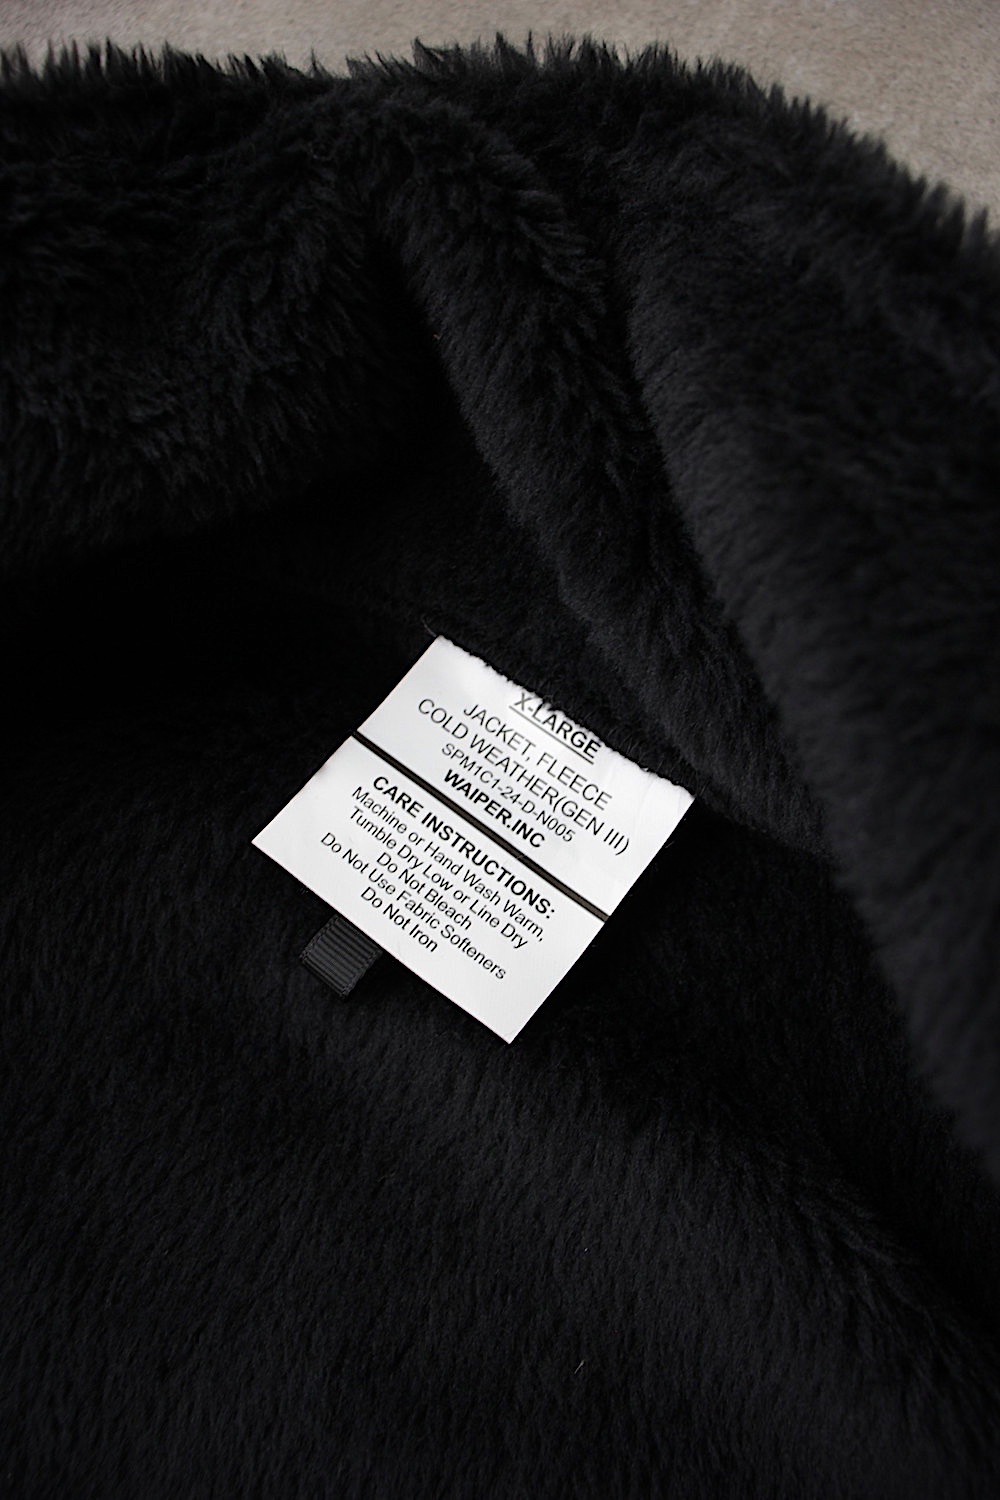 X-LARGE
JACKET, FLEECE
COLD WEATHER(GEN III)
SPM1C1-24-D-N005
WAIPER.INC
CARE INSTRUCTIONS:
Machine or Hand Wash Warm,
Tumble Dry Low or Line Dry
Do Not Bleach
Do Not Use Fabric Softeners
Do Not Iron